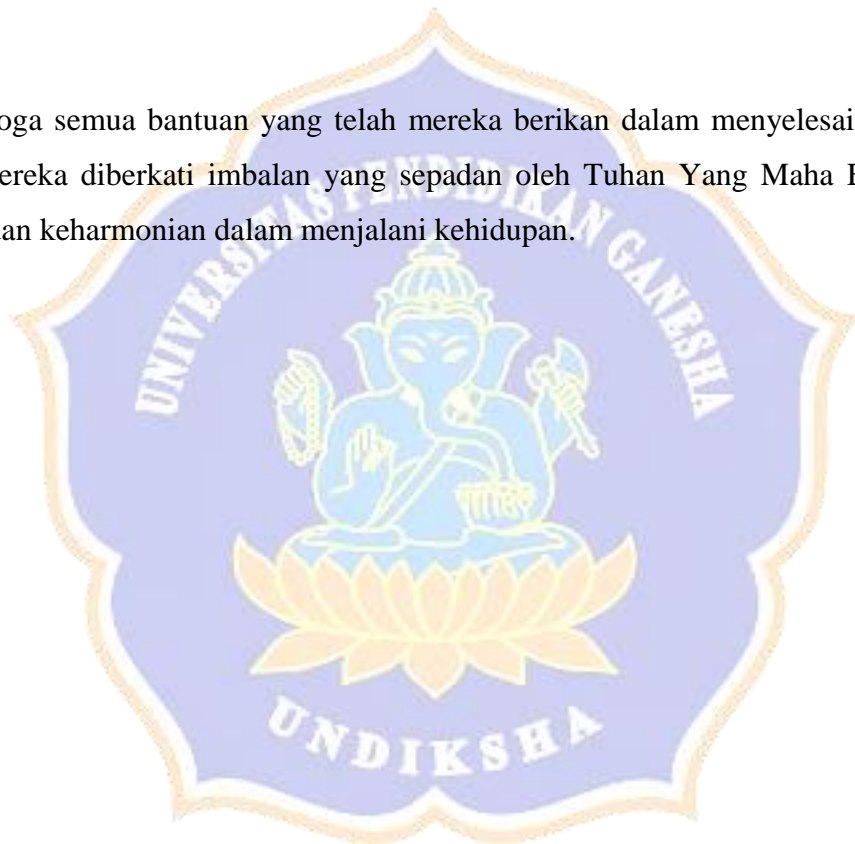 oga semua bantuan yang telah mereka berikan dalam menyelesai
ereka diberkati imbalan yang sepadan oleh Tuhan Yang Maha
dan keharmonian dalam menjalani kehidupan.
UNIVERSITAS PENDIDIKAN GANESHA
UNDIKSHA